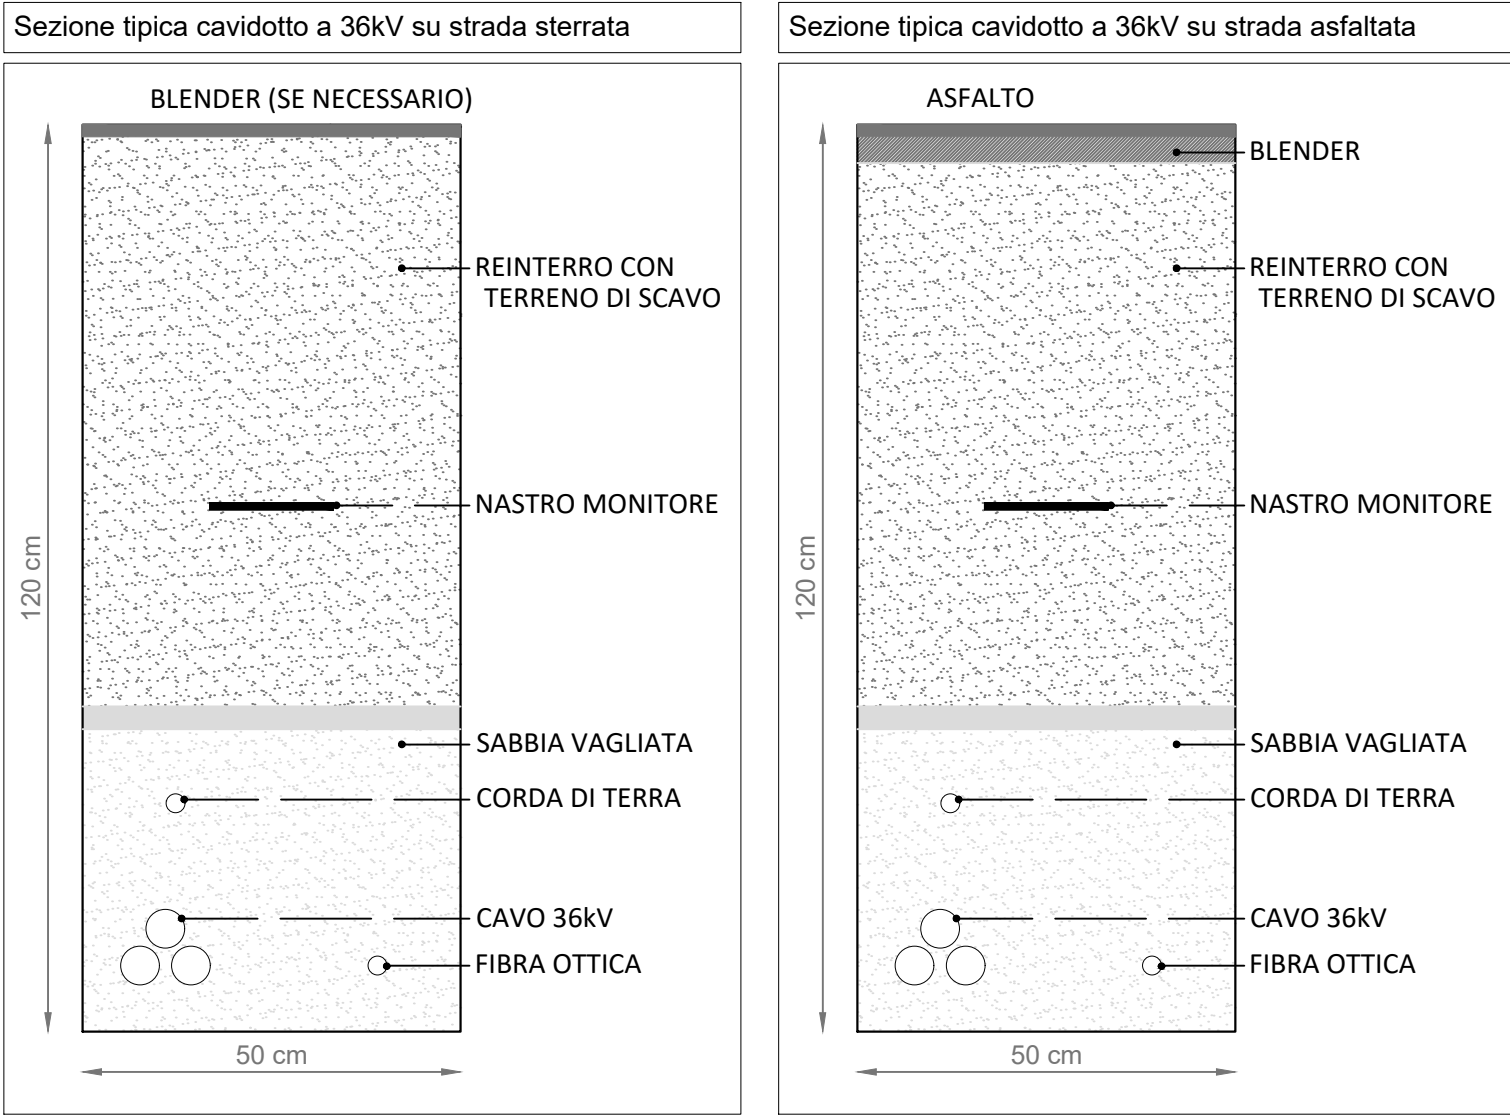 Sezione tipica cavidotto a 36kV su strada sterrata
BLENDER (SE NECESSARIO)
REINTERRO CON
TERRENO DI SCAVO
NASTRO MONITORE
120 cm
SABBIA VAGLIATA
CORDA DI TERRA
CAVO 36kV
FIBRA OTTICA
50 cm
Sezione tipica cavidotto a 36kV su strada asfaltata
ASFALTO
BLENDER
REINTERRO CON
TERRENO DI SCAVO
NASTRO MONITORE
120 cm
SABBIA VAGLIATA
CORDA DI TERRA
CAVO 36kV
FIBRA OTTICA
50 cm